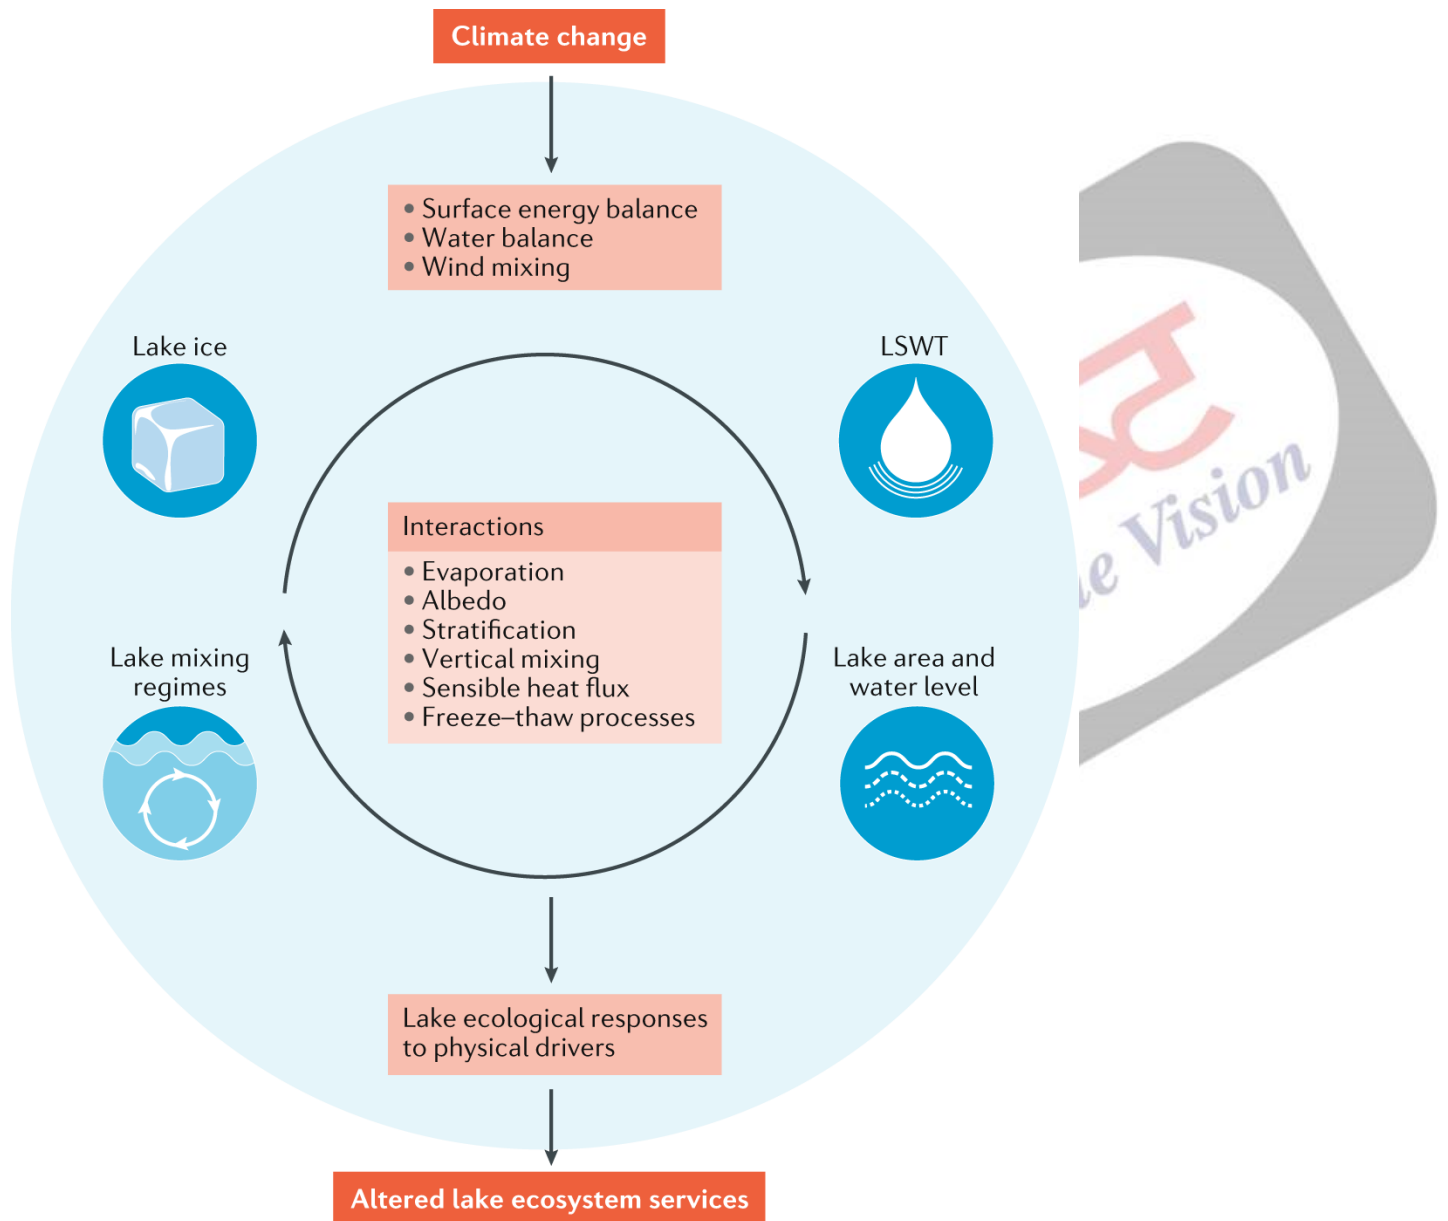 Climate change
• Surface energy balance
• Water balance
• Wind mixing
Lake ice
LSWT
Interactions
• Evaporation
• Albedo
• Stratification
• Vertical mixing
• Sensible heat flux
• Freeze–thaw processes
Lake mixing
regimes
Lake area and
water level
Lake ecological responses
to physical drivers
Altered lake ecosystem services
Vision